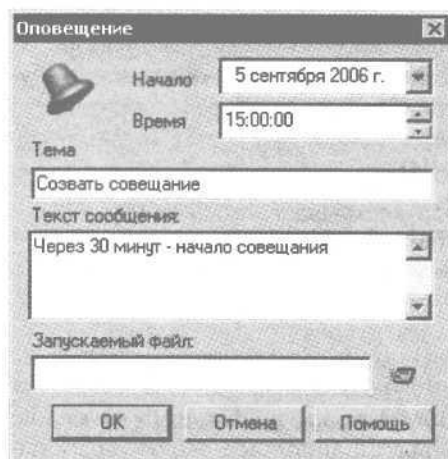 Оповещение
Начало 5 сентября 2006 г.
Время 15:00:00
Тема
Созвать совещание
Текст сообщения:
Через 30 минут - начало совещания
Запускаемый файл:
OK Отмена Помощь